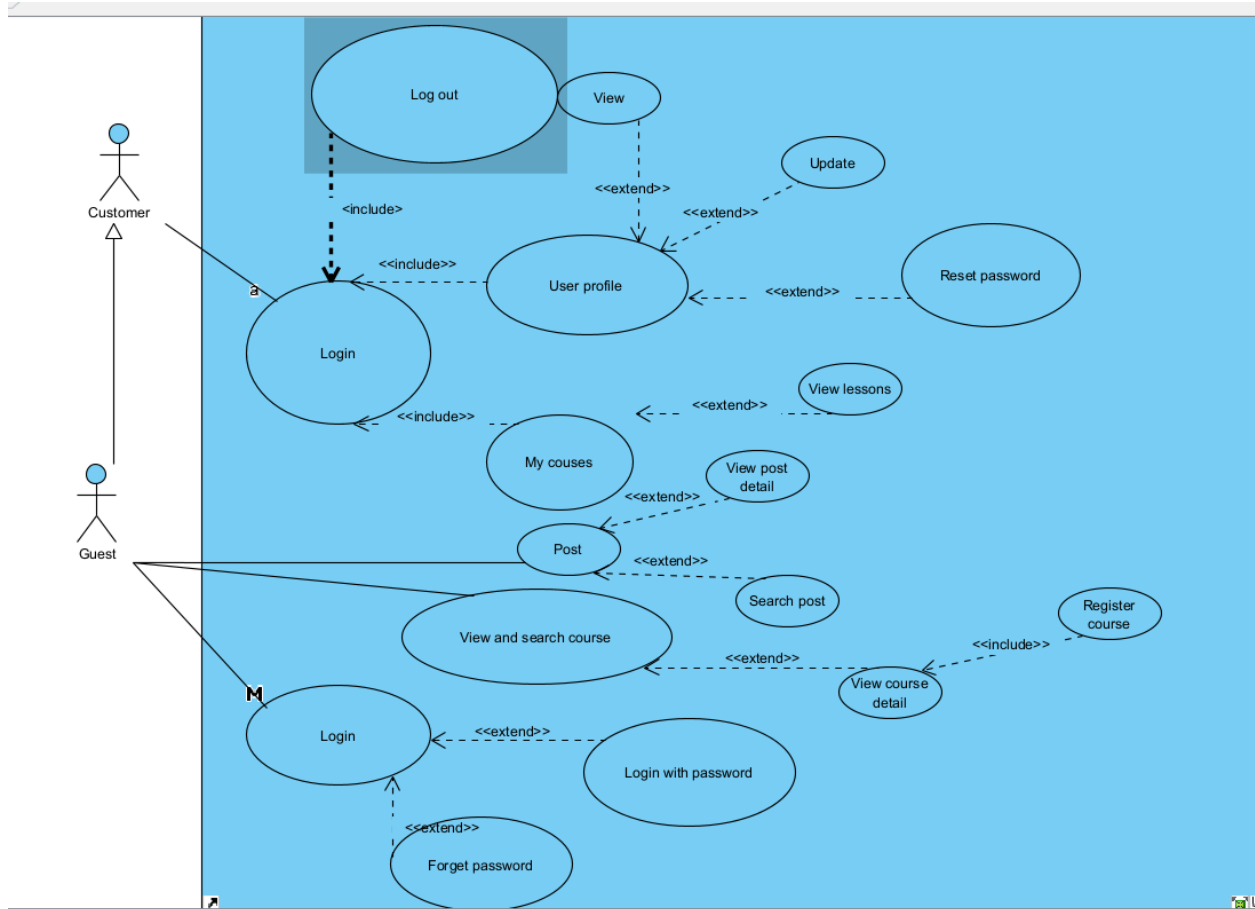 Log out
View
Update
<<extend>>
Customer
<include>
<<extend>>
<<include>>
User profile
Reset password
<<extend>>
a
Login
View lessons
<<extend>>
<<include>>
My couses
View post
detail
<<extend>>
Guest
Post
<<extend>>
Search post
Register
course
View and search course
<<include>>
<<extend>>
View course
detail
M
Login
<<extend>>
Login with password
<<extend>>
Forget password